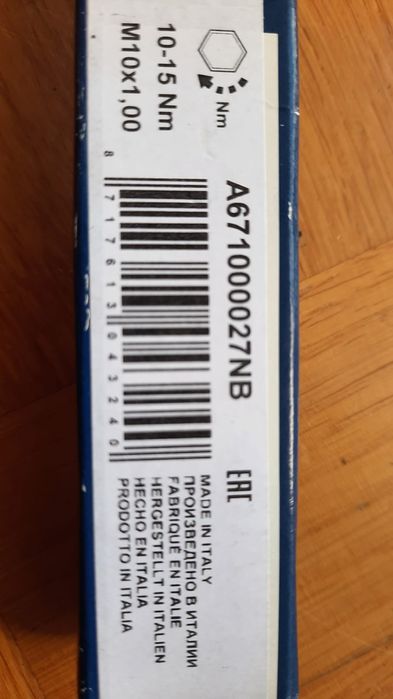 Nm
10-15 Nm
M10x1,00
A671000027NB
8 717613 043240
EAC
MADE IN ITALY
ПРОИЗВЕДЕНО В ИТАЛИИ
FABRIQUÉ EN ITALIE
HERGESTELLT IN ITALIEN
HECHO EN ITALIA
PRODOTTO IN ITALIA